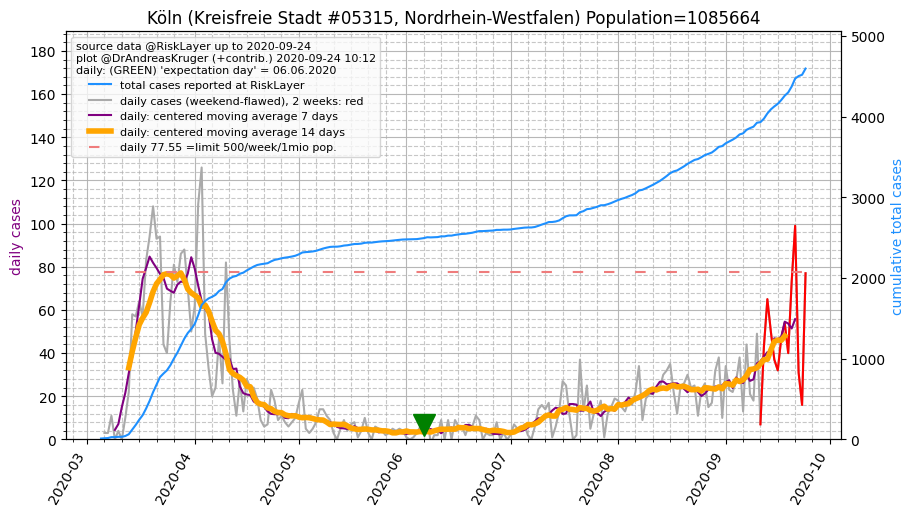 Köln (Kreisfreie Stadt #05315, Nordrhein-Westfalen) Population=1085664
source data @RiskLayer up to 2020-09-24
plot @DrAndreasKruger (+contrib.) 2020-09-24 10:12
daily: (GREEN) 'expectation day' = 06.06.2020
total cases reported at RiskLayer
daily cases (weekend-flawed), 2 weeks: red
daily: centered moving average 7 days
daily: centered moving average 14 days
daily 77.55 =limit 500/week/1mio pop.
daily cases
180
160
140
120
100
80
60
40
20
0
cumulative total cases
5000
4000
3000
2000
1000
0
2020-03
2020-04
2020-05
2020-06
2020-07
2020-08
2020-09
2020-10